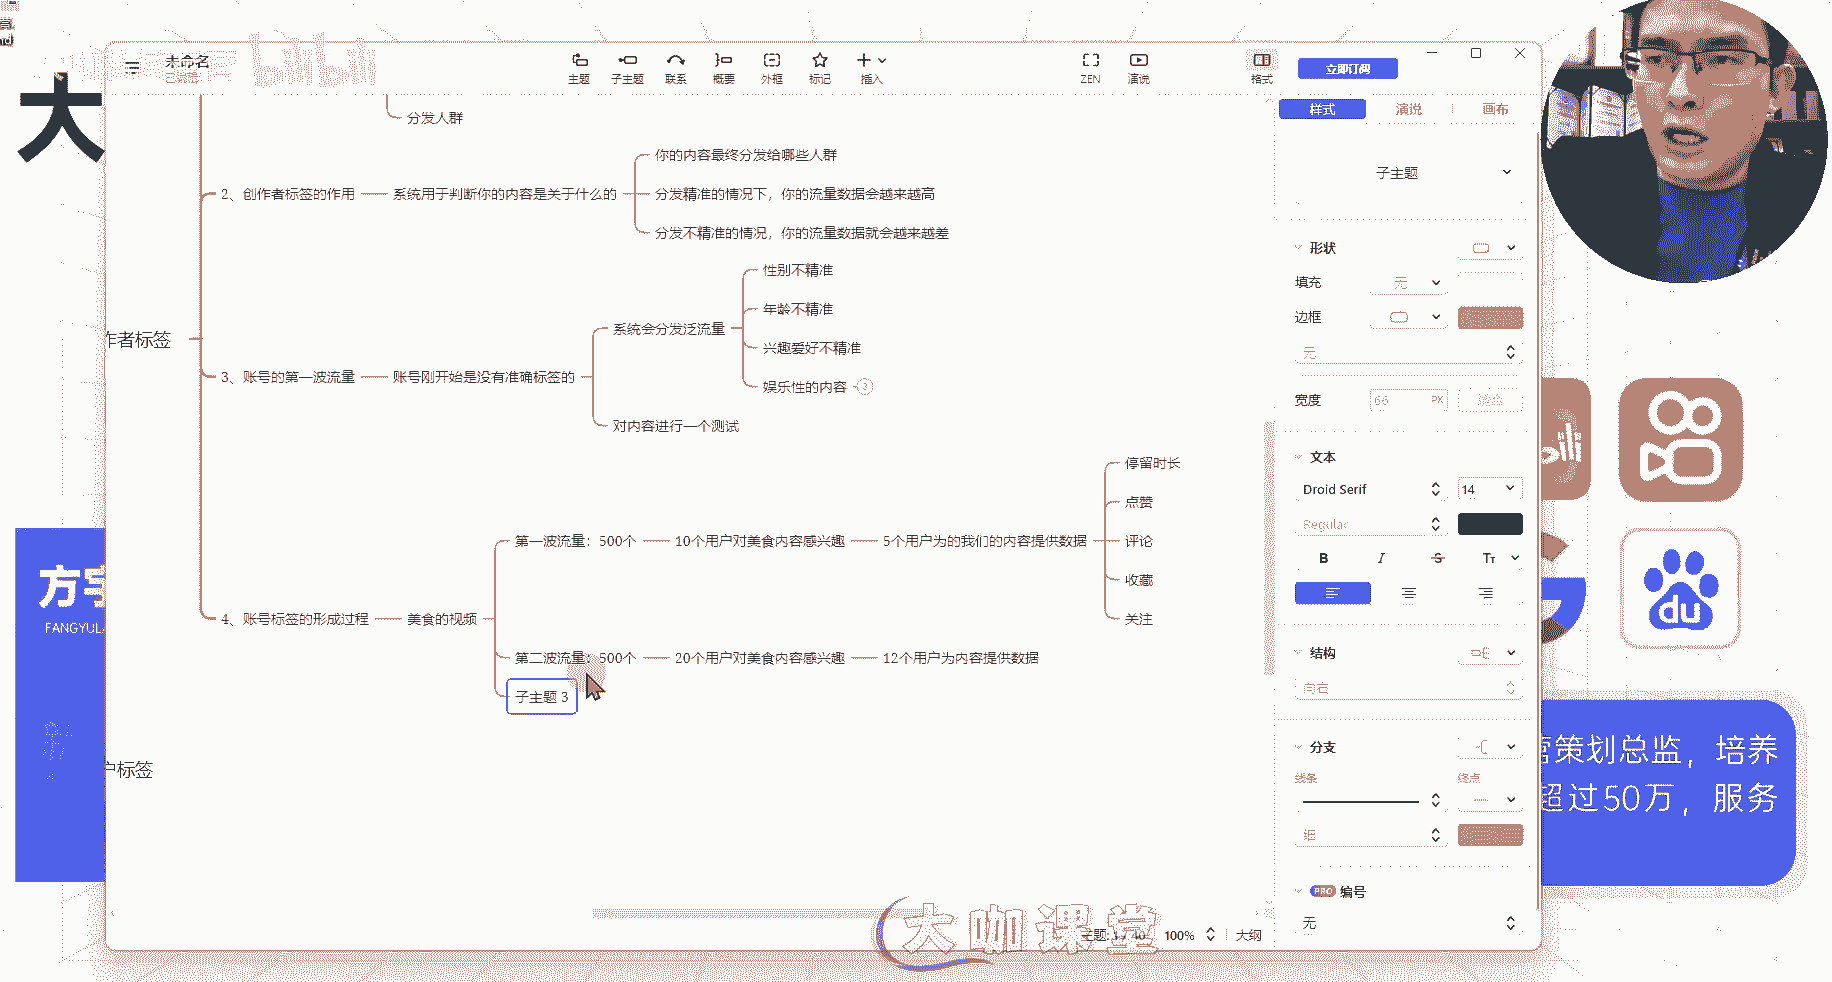 未命名
主题
子主题
联系
概要
外框
标记
插入
ZEN
演说
格式
立即订阅
大
bilibili
样式
演说
画布
分发人群
2、创作者标签的作用
系统用于判断你的内容是关于什么的
你的内容最终分发给哪些人群
分发精准的情况下，你的流量数据会越来越高
分发不精准的情况，你的流量数据就会越来越差
作者标签
3、账号的第一波流量
账号刚开始是没有准确标签的
系统会分发泛流量
性别不精准
年龄不精准
兴趣爱好不精准
娱乐性的内容
对内容进行一个测试
4、账号标签的形成过程
美食的视频
第一波流量：500个
10个用户对美食内容感兴趣
5个用户为的我们的内容提供数据
停留时长
点赞
评论
收藏
关注
第二波流量：500个
20个用户对美食内容感兴趣
12个用户为内容提供数据
子主题 3
户标签
子主题
形状
填充
无
边框
无
宽度
66
PX
文本
Droid Serif
14
Regular
B I S Tт
结构
向右
分支
线条
终点
细
PRO 编号
无
100%
大纲
大咖课堂
方宇
FANGYULA
du
营策划总监，培养
超过50万，服务